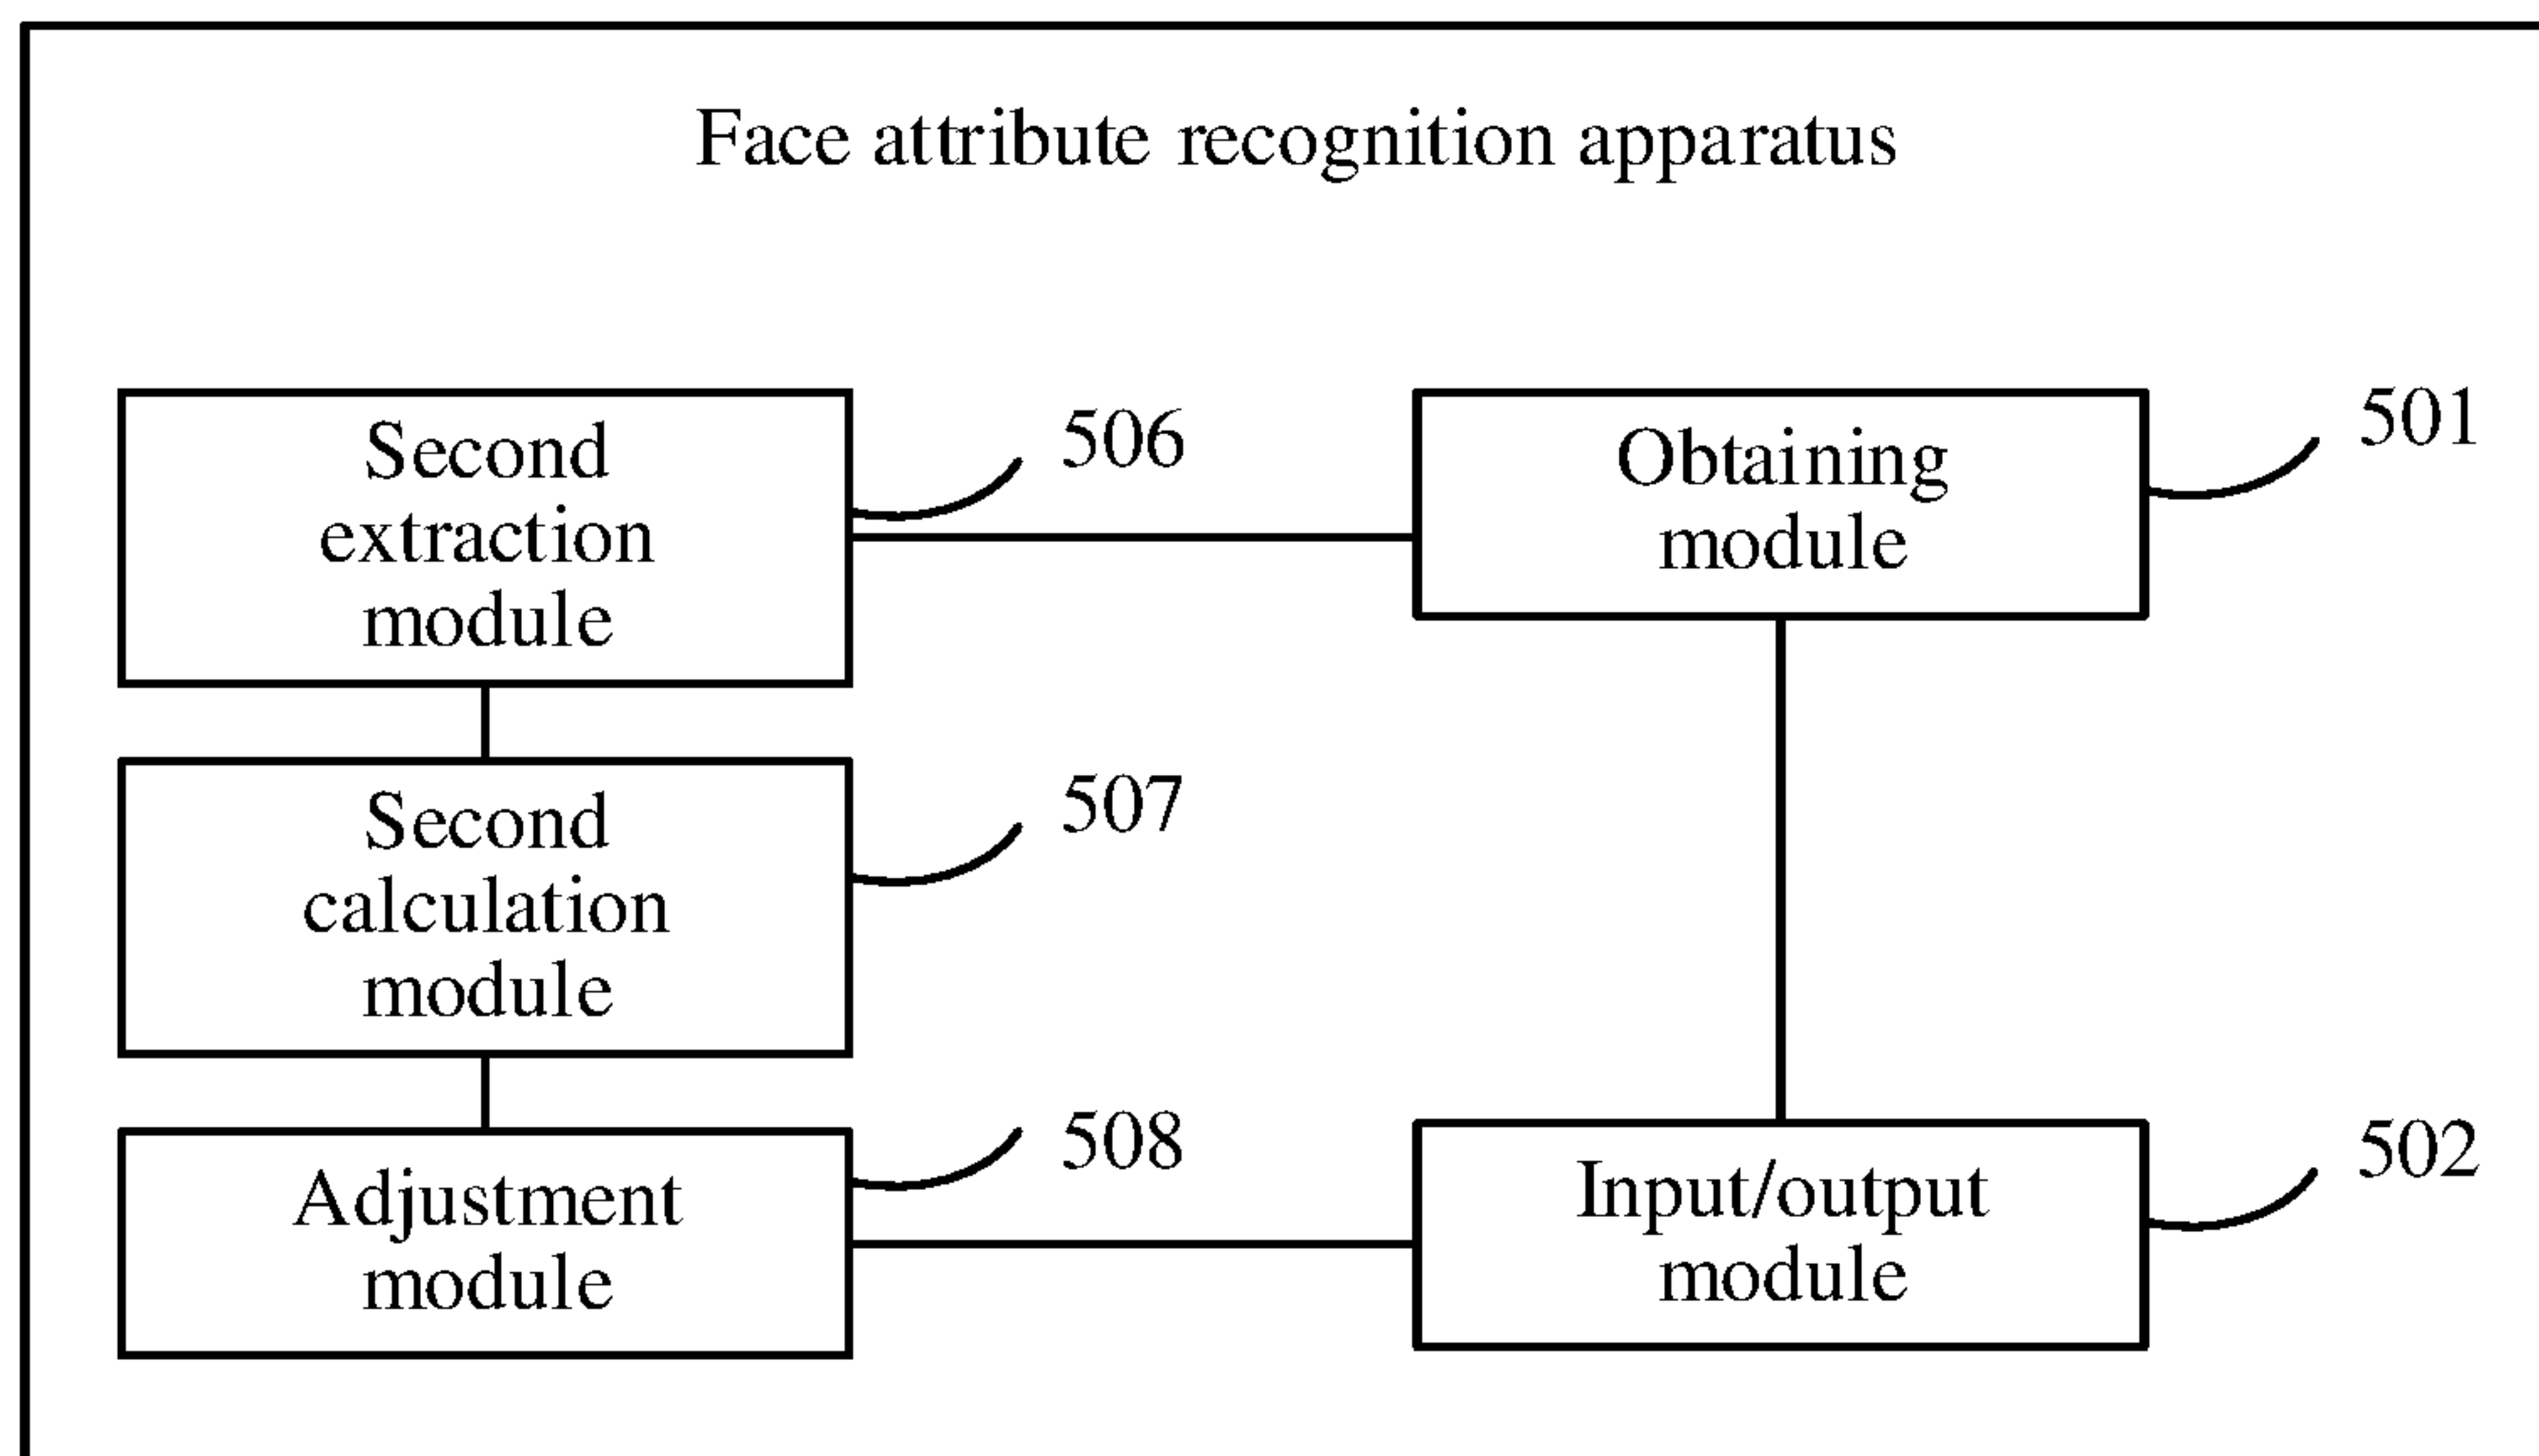 Face attribute recognition apparatus
Second
extraction
module
506
Obtaining
module
501
Second
calculation
module
507
Adjustment
module
508
Input/output
module
502